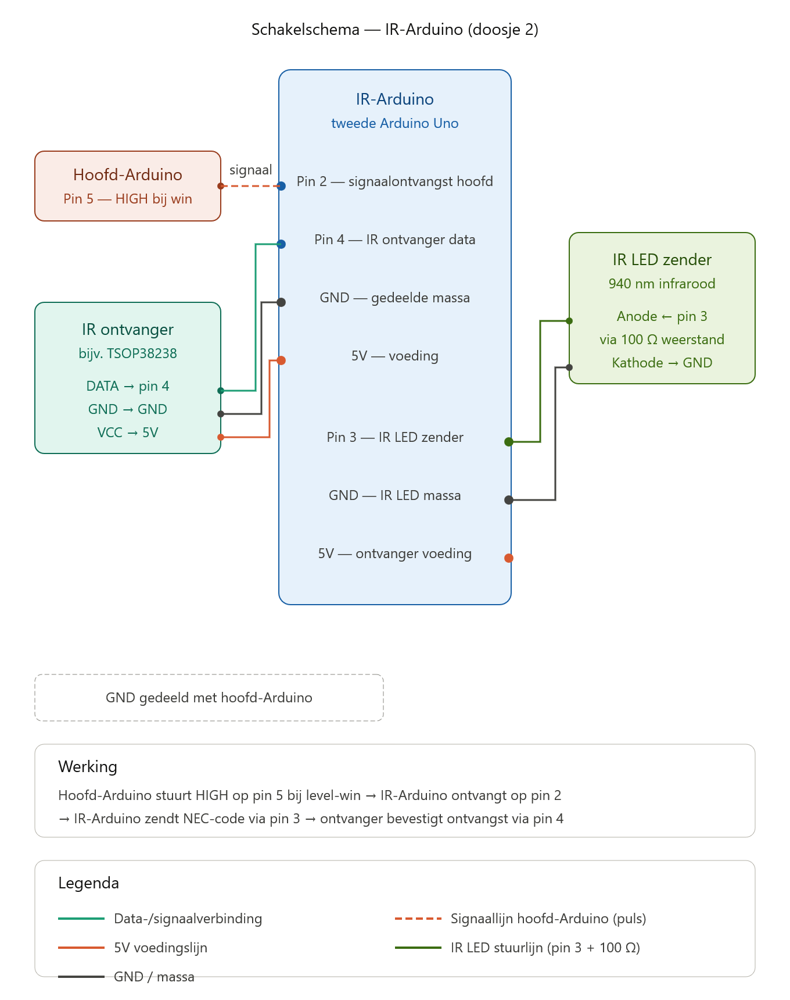 Schakelschema — IR-Arduino (doosje 2)
IR-Arduino
tweede Arduino Uno
Hoofd-Arduino
Pin 5 — HIGH bij win
signaal
Pin 2 — signaalontvangst hoofd
Pin 4 — IR ontvanger data
GND — gedeelde massa
5V — voeding
Pin 3 — IR LED zender
GND — IR LED massa
5V — ontvanger voeding
IR ontvanger
bijv. TSOP38238
DATA → pin 4
GND → GND
VCC → 5V
IR LED zender
940 nm infrarood
Anode ← pin 3
via 100 Ω weerstand
Kathode → GND
GND gedeeld met hoofd-Arduino
Werking
Hoofd-Arduino stuurt HIGH op pin 5 bij level-win → IR-Arduino ontvangt op pin 2
→ IR-Arduino zendt NEC-code via pin 3 → ontvanger bevestigt ontvangst via pin 4
Legenda
Data-/signaalverbinding
Signaallijn hoofd-Arduino (puls)
5V voedingslijn
IR LED stuurlijn (pin 3 + 100 Ω)
GND / massa